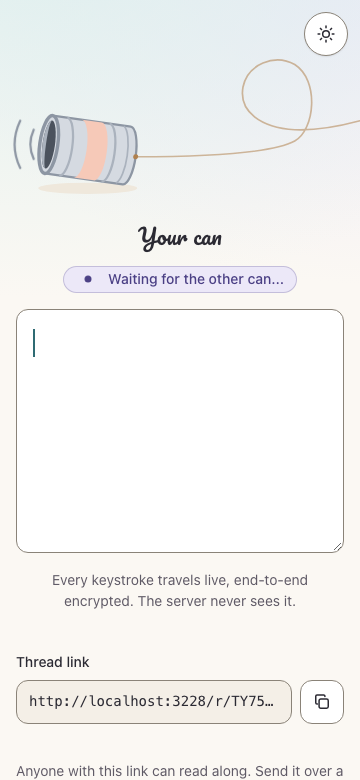 Your can
Waiting for the other can...
Every keystroke travels live, end-to-end
encrypted. The server never sees it.
Thread link
http://localhost:3228/r/TY75…
Anyone with this link can read along. Send it over a